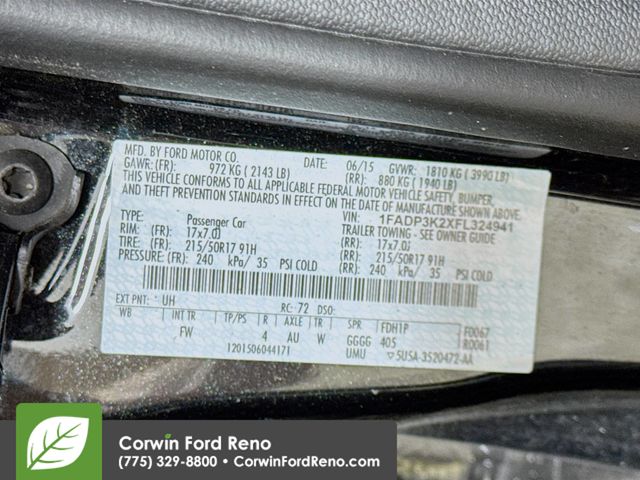 MFD. BY FORD MOTOR CO.
DATE: 06/15 GVWR: 1810 KG ( 3990 LB)
GAWR: (FR): 972 KG ( 2143 LB) (RR): 880 KG ( 1940 LB)
THIS VEHICLE CONFORMS TO ALL APPLICABLE FEDERAL MOTOR VEHICLE SAFETY, BUMPER,
AND THEFT PREVENTION STANDARDS IN EFFECT ON THE DATE OF MANUFACTURE SHOWN ABOVE.
VIN: 1FADP3K2XFL324941
TYPE: Passenger Car TRAILER TOWING - SEE OWNER GUIDE
RIM: (FR): 17x7.0J (RR): 17x7.0J
TIRE: (FR): 215/50R17 91H (RR): 215/50R17 91H
PRESSURE: (FR): 240 kPa/ 35 PSI COLD (RR): 240 kPa/ 35 PSI COLD
EXT PNT: UH RC: 72 DSO:
WB INT TR TP/PS R AXLE TR SPR FDH1P F0067
FW 4 AU W GGGG 405 R0061
1201506044171 UMU ▽5U5A-3520472-AA
Corwin Ford Reno
(775) 329-8800 - CorwinFordReno.com